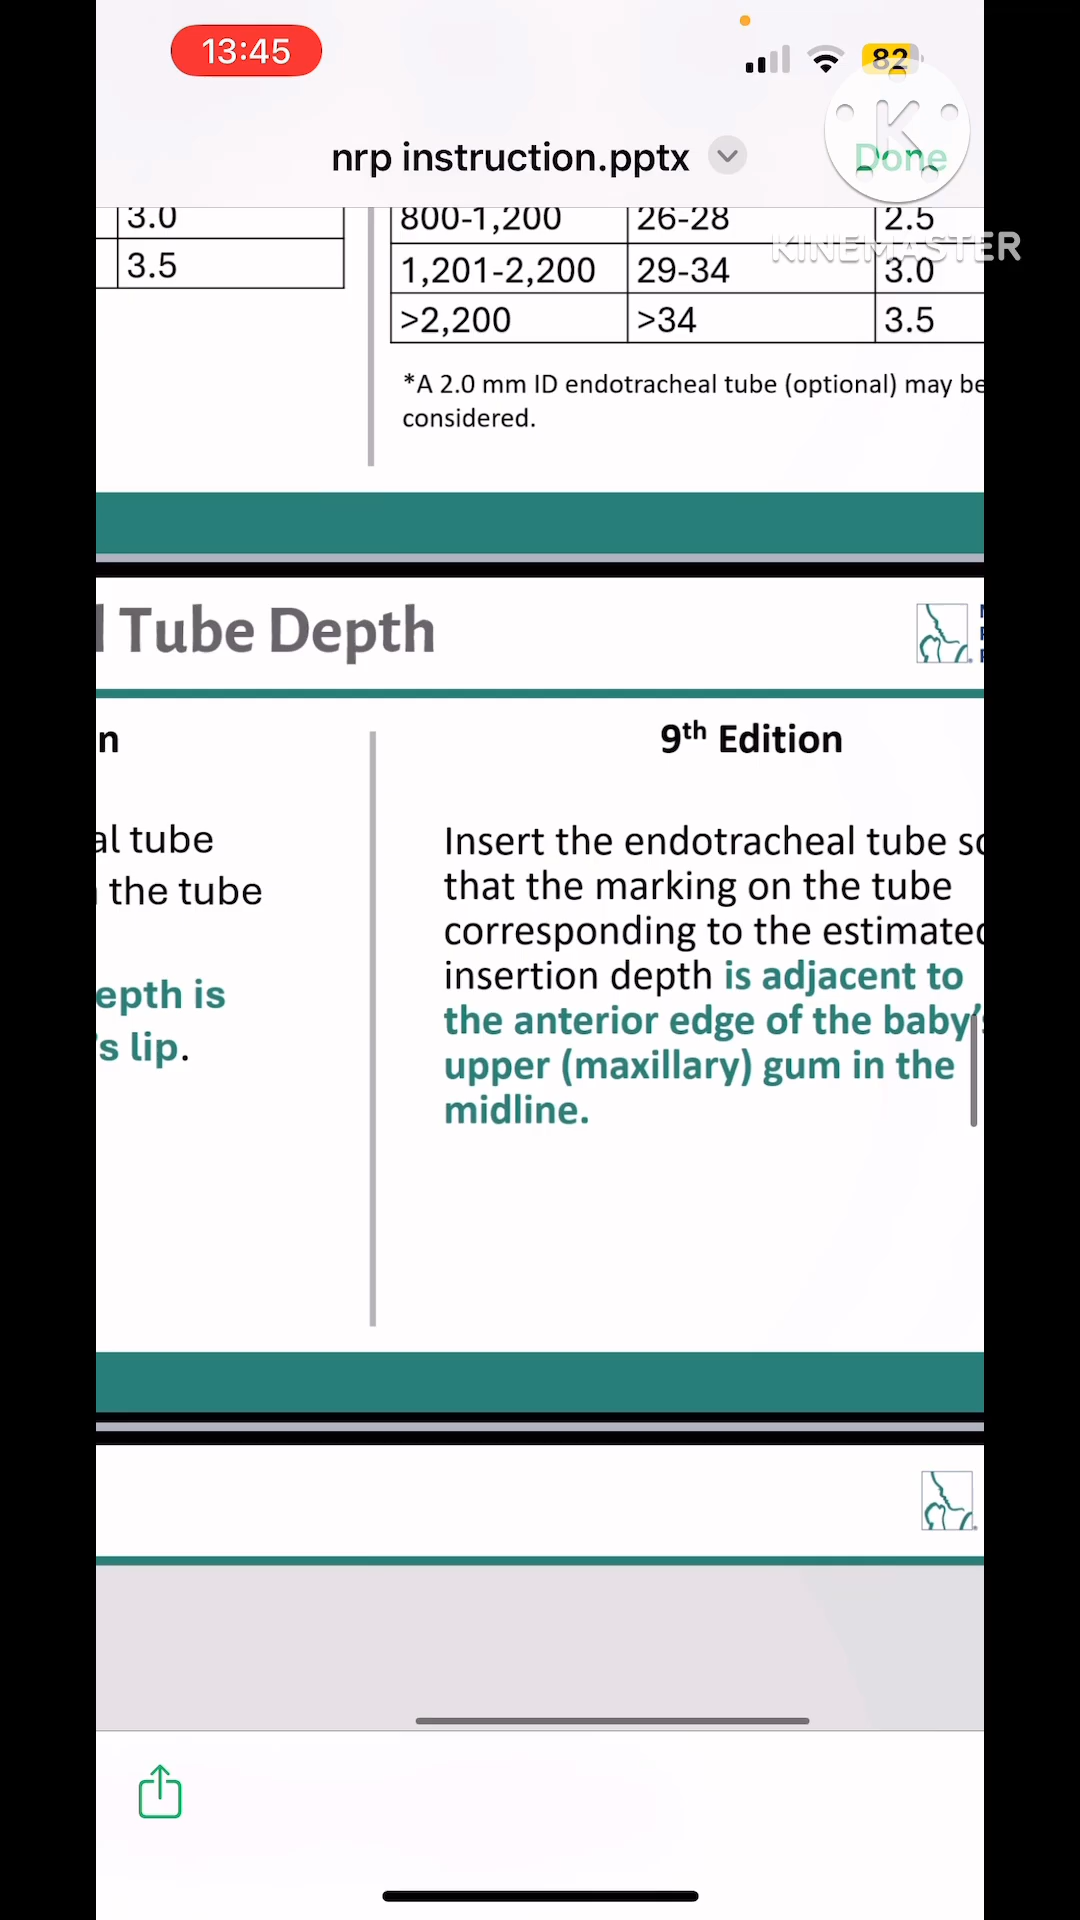 13:45
82
nrp instruction.pptx
Done
KINEMASTER
3.0
3.5
800-1,200 26-28 2.5
1,201-2,200 29-34 3.0
>2,200 >34 3.5
*A 2.0 mm ID endotracheal tube (optional) may be
considered.
Tube Depth
n
al tube
the tube
epth is
's lip.
9th Edition
Insert the endotracheal tube so
that the marking on the tube
corresponding to the estimated
insertion depth is adjacent to
the anterior edge of the baby's
upper (maxillary) gum in the
midline.